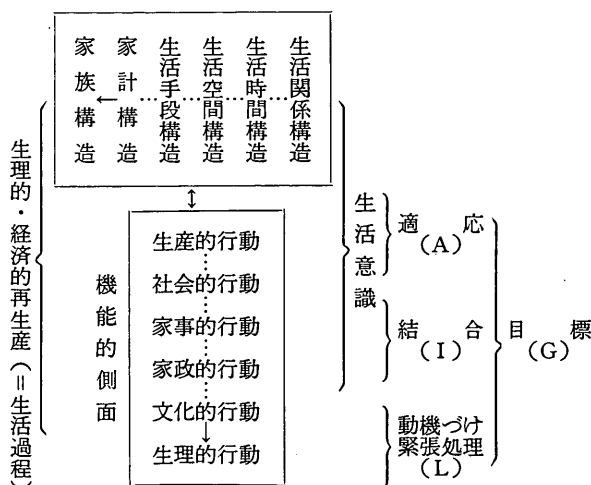 生活関係構造
生活時間構造
生活空間構造
生活手段構造
家計構造
家族構造
生理的・経済的再生産(=生活過程)
機能的側面
生産的行動
社会的行動
家事的行動
家政的行動
文化的行動
生理的行動
生活意識
適応
(A)
結合
(I)
動機づけ
緊張処理
(L)
目標
(G)